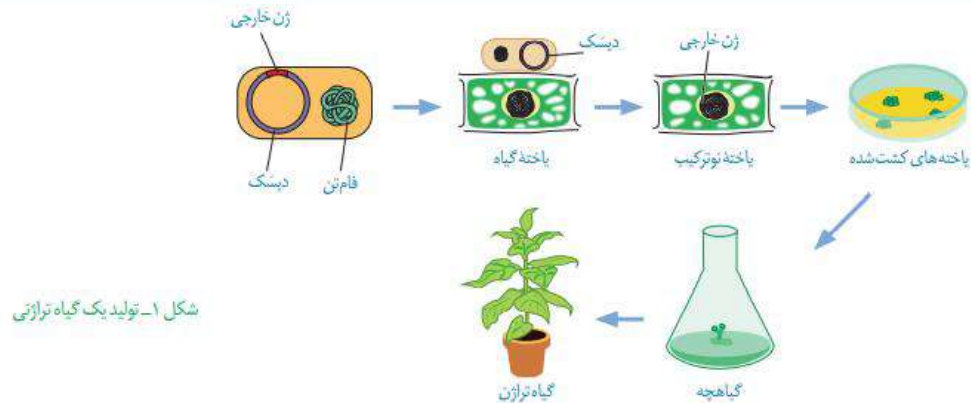 ژن خارجی
دیسک
فام‌تن
دیسک
یاختهٔ گیاه
ژن خارجی
یاختهٔ نوترکیب
یاخته‌های کشت‌شده
گیاهچه
گیاه تراژن
شکل ۱ــ تولید یک گیاه تراژنی